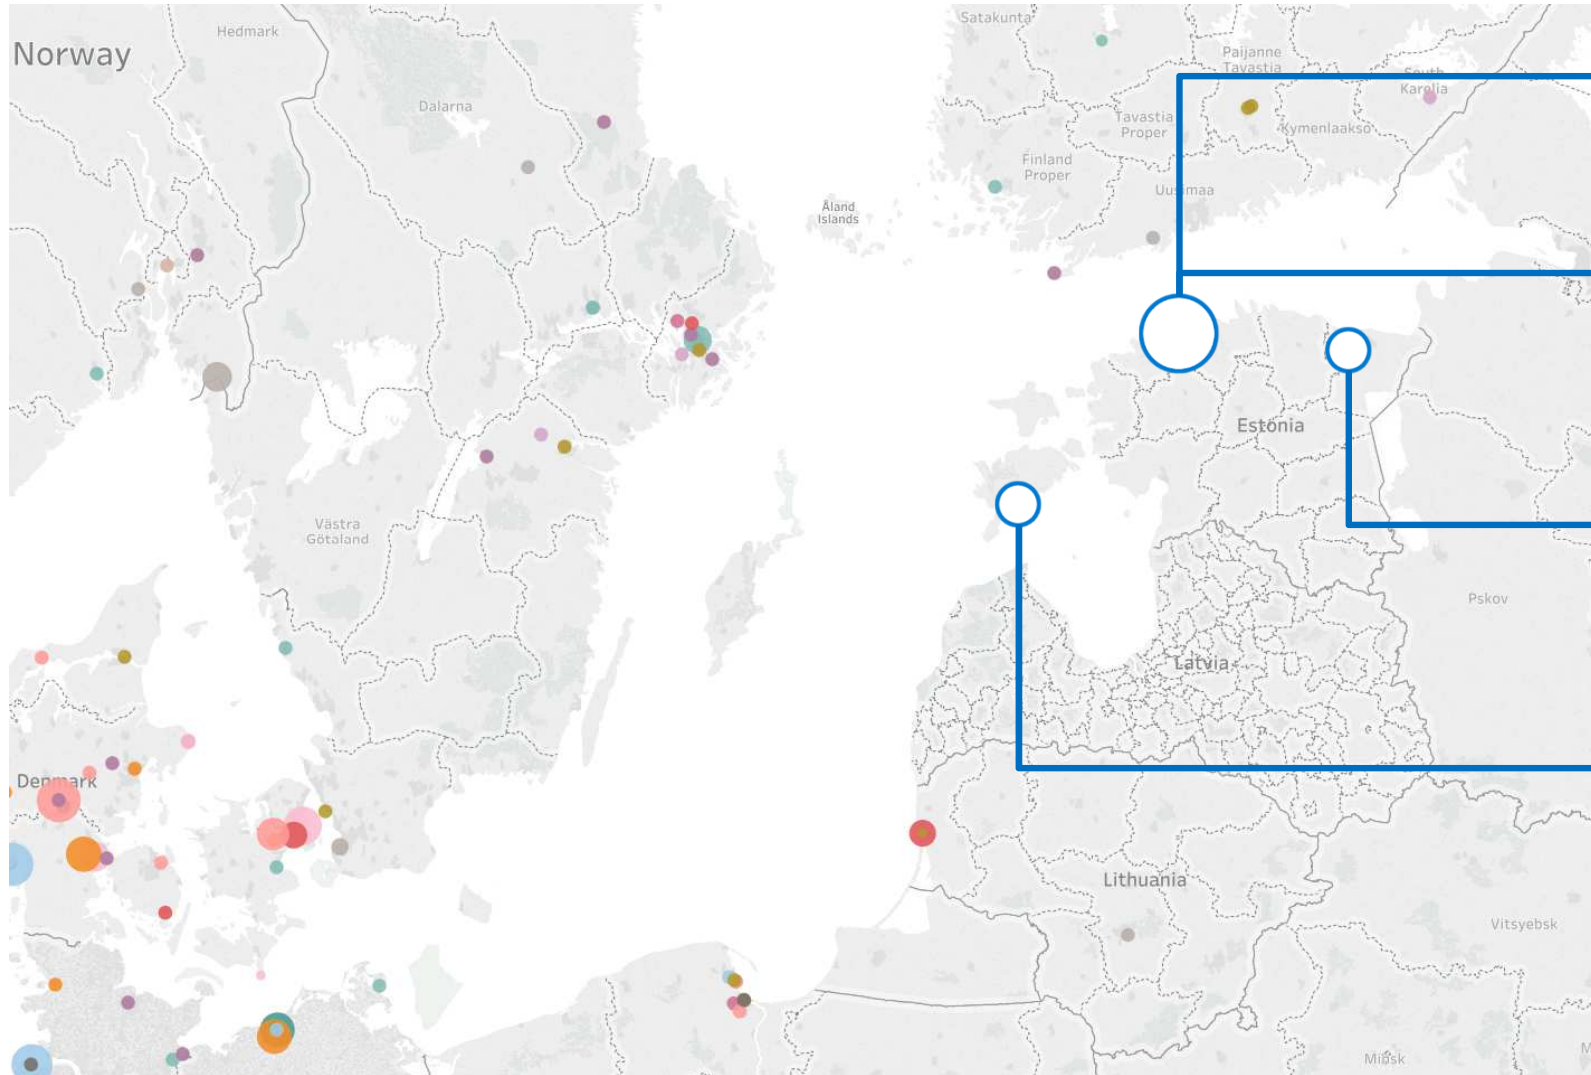 Norway
Hedmark
Satakunta
Paijanne
Tavastia
South
Karelia
Dalarna
Tavastia
Proper
Kymenlaakso
Finland
Proper
Uusimaa
Åland
Islands
Estonia
Västra
Götaland
Pskov
Latvia
Denmark
Lithuania
Vitsyebsk
Minsk
M